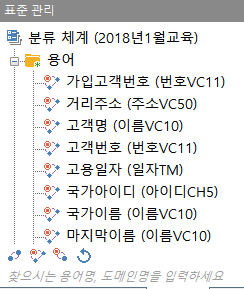 표준 관리
분류 체계 (2018년1월교육)
용어
가입고객번호 (번호VC11)
거리주소 (주소VC50)
고객명 (이름VC10)
고객번호 (번호VC11)
고용일자 (일자TM)
국가아이디 (아이디CH5)
국가이름 (이름VC10)
마지막이름 (이름VC10)
찾으시는 용어명, 도메인명을 입력하세요